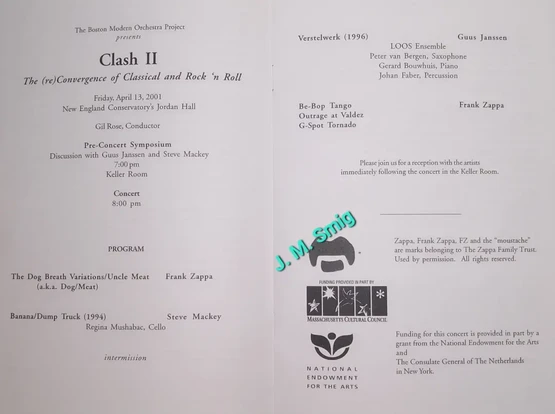 The Boston Modern Orchestra Project
presents
Clash II
The (re)Convergence of Classical and Rock 'n Roll
Friday, April 13, 2001
New England Conservatory's Jordan Hall
Gil Rose, Conductor
Pre-Concert Symposium
Discussion with Guus Janssen and Steve Mackey
7:00 pm
Keller Room
Concert
8:00 pm
PROGRAM
The Dog Breath Variations/Uncle Meat Frank Zappa
(a.k.a. Dog/Meat)
Banana/Dump Truck (1994) Steve Mackey
Regina Mushabac, Cello
intermission
Verstelwerk (1996) Guus Janssen
LOOS Ensemble
Peter van Bergen, Saxophone
Gerard Bouwhuis, Piano
Johan Faber, Percussion
Be-Bop Tango Frank Zappa
Outrage at Valdez
G-Spot Tornado
Please join us for a reception with the artists
immediately following the concert in the Keller Room.
J. M. Smig
Zappa, Frank Zappa, FZ and the "moustache"
are marks belonging to The Zappa Family Trust.
Used by permission. All rights reserved.
FUNDING PROVIDED IN PART BY
MASSACHUSETTS CULTURAL COUNCIL
NATIONAL
ENDOWMENT
FOR THE ARTS
Funding for this concert is provided in part by a
grant from the National Endowment for the Arts
and
The Consulate General of The Netherlands
in New York.